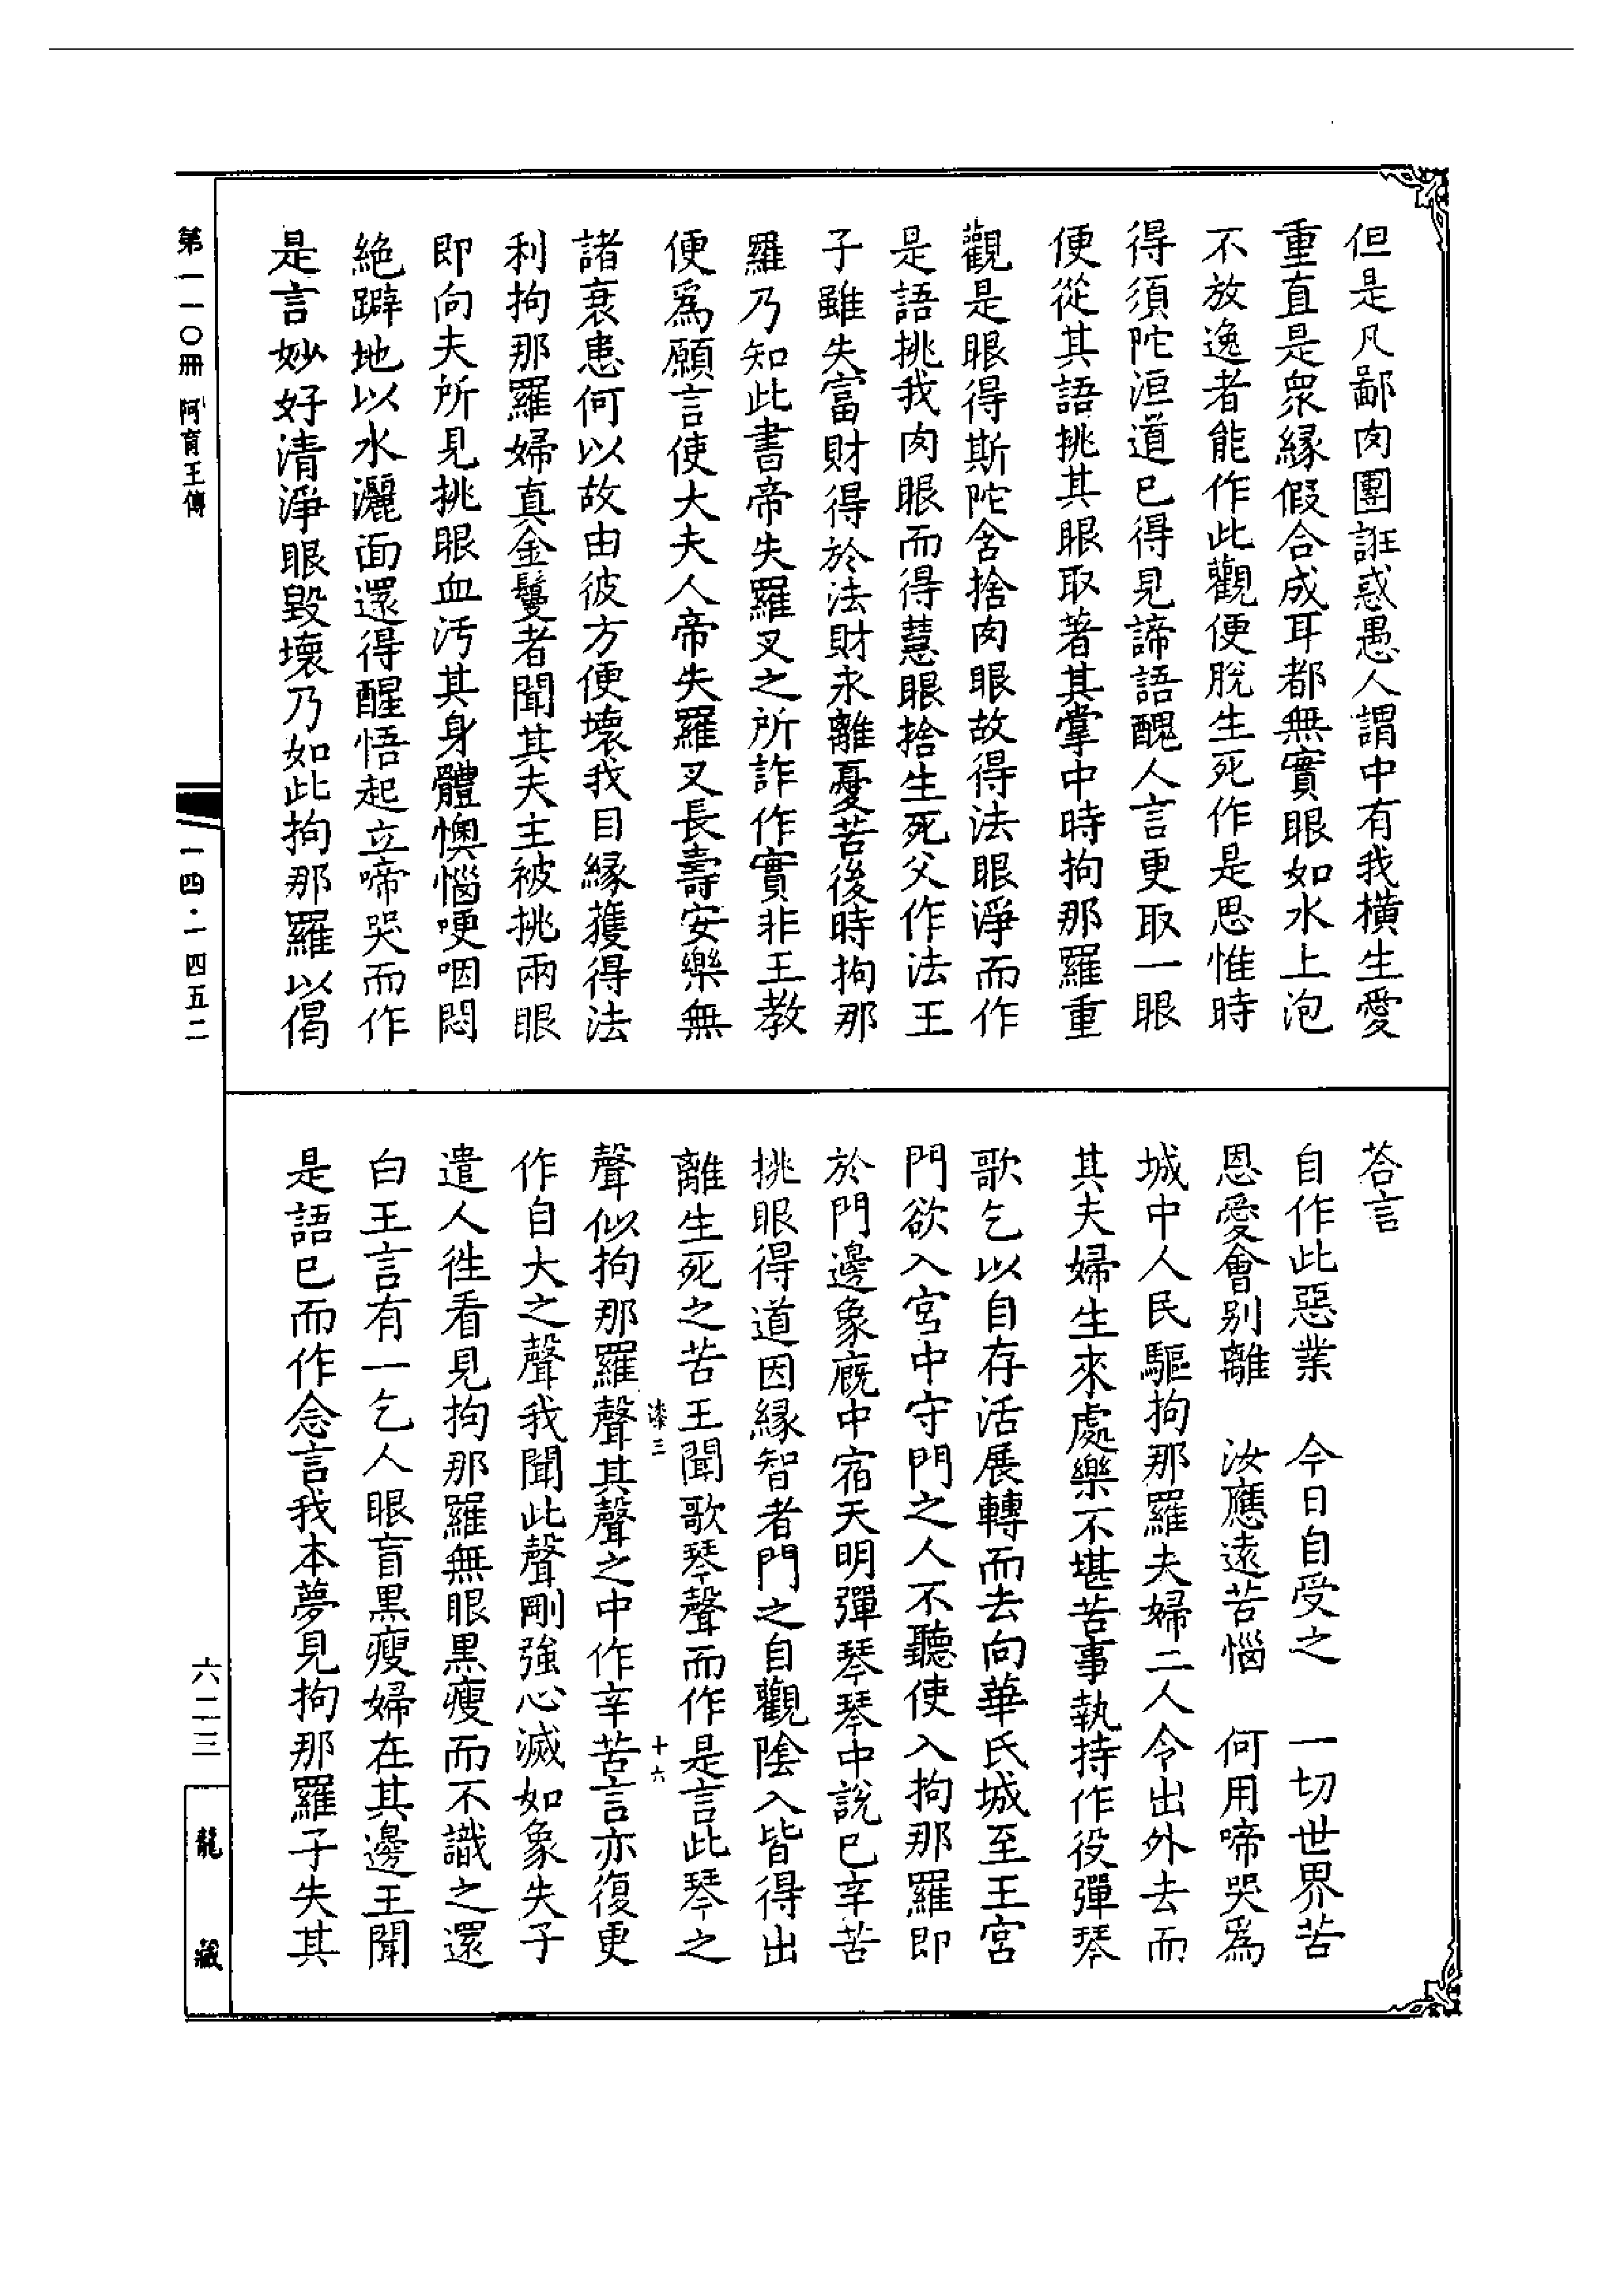 但是凡鄙肉團誑惑愚人謂中有我橫生愛
重直是衆緣假合成耳都無實眼如水上泡
不放逸者能作此觀便脫生死作是思惟時
得須陀洹道已得見諦語醜人言更取一眼
便從其語挑其眼取著其掌中時拘那羅重
觀是眼得斯陀含捨肉眼故得法眼淨而作
是語挑我肉眼而得慧眼捨生死父作法王
子雖失富財得於法財永離憂苦後時拘那
羅乃知此書帝失羅叉之所詐作實非王教
便爲願言使大夫人帝失羅叉長壽安樂無
諸衰患何以故由彼方便壞我目緣獲得法
利拘那羅婦真金鬘者聞其夫主被挑兩眼
即向夫所見挑眼血污其身體懊惱哽咽悶
絕躃地以水灑面還得醒悟起立啼哭而作
是言妙好清淨眼毀壞乃如此拘那羅以偈
答言
自作此惡業　今日自受之　一切世界苦
恩愛會別離　汝應遠苦惱　何用啼哭爲
城中人民驅拘那羅夫婦二人令出外去而
其夫婦生來處樂不堪苦事執持作役彈琴
歌乞以自存活展轉而去向華氏城至王宮
門欲入宮中守門之人不聽使入拘那羅即
於門邊象廐中宿天明彈琴琴中說已辛苦
挑眼得道因緣智者門之自觀陰入皆得出
離生死之苦王聞歌琴聲而作是言此琴之
漆三　十六
聲似拘那羅聲其聲之中作辛苦言亦復更
作自大之聲我聞此聲剛強心滅如象失子
遣人往看見拘那羅無眼黑瘦而不識之還
白王言有一乞人眼盲黑瘦婦在其邊王聞
是語已而作念言我本夢見拘那羅子失其
第一一〇冊　阿育王傳
一四·一四五二
六二三
龍藏